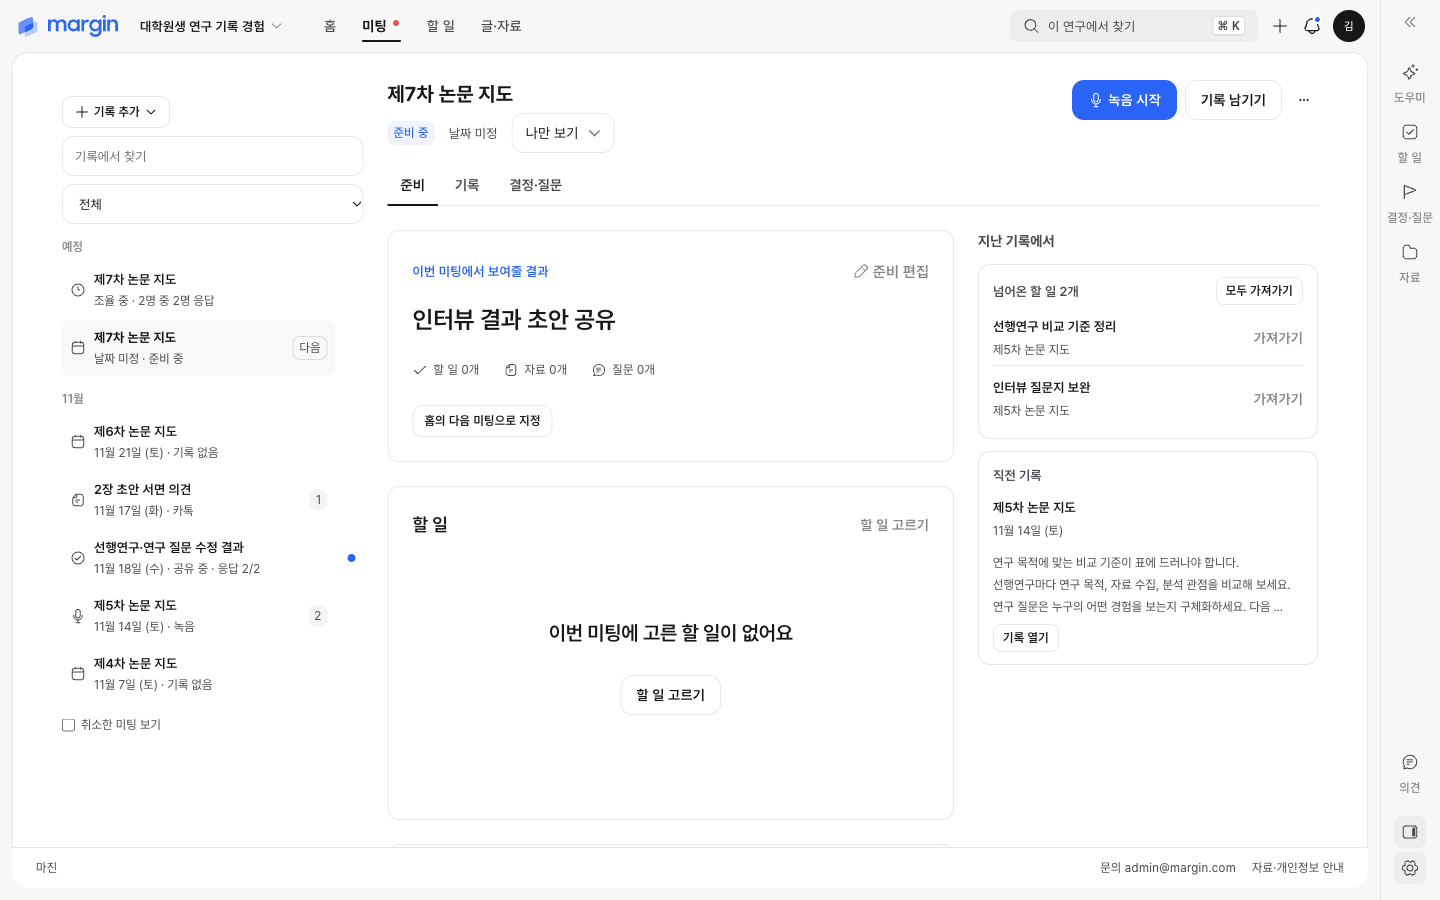 margin
대학원생 연구 기록 경험
홈
미팅
할 일
글·자료
이 연구에서 찾기
⌘ K
김
기록 추가
기록에서 찾기
전체
예정
제7차 논문 지도
조율 중 · 2명 중 2명 응답
제7차 논문 지도
날짜 미정 · 준비 중
다음
11월
제6차 논문 지도
11월 21일 (토) · 기록 없음
2장 초안 서면 의견
11월 17일 (화) · 카톡
1
선행연구·연구 질문 수정 결과
11월 18일 (수) · 공유 중 · 응답 2/2
제5차 논문 지도
11월 14일 (토) · 녹음
2
제4차 논문 지도
11월 7일 (토) · 기록 없음
취소한 미팅 보기
제7차 논문 지도
준비 중
날짜 미정
나만 보기
녹음 시작
기록 남기기
준비
기록
결정·질문
이번 미팅에서 보여줄 결과
준비 편집
인터뷰 결과 초안 공유
할 일 0개
자료 0개
질문 0개
홈의 다음 미팅으로 지정
할 일
할 일 고르기
이번 미팅에 고른 할 일이 없어요
할 일 고르기
지난 기록에서
넘어온 할 일 2개
모두 가져가기
선행연구 비교 기준 정리
제5차 논문 지도
가져가기
인터뷰 질문지 보완
제5차 논문 지도
가져가기
직전 기록
제5차 논문 지도
11월 14일 (토)
연구 목적에 맞는 비교 기준이 표에 드러나야 합니다.
선행연구마다 연구 목적, 자료 수집, 분석 관점을 비교해 보세요.
연구 질문은 누구의 어떤 경험을 보는지 구체화하세요. 다음 ...
기록 열기
도우미
할 일
결정·질문
자료
의견
마진
문의 admin@margin.com
자료·개인정보 안내